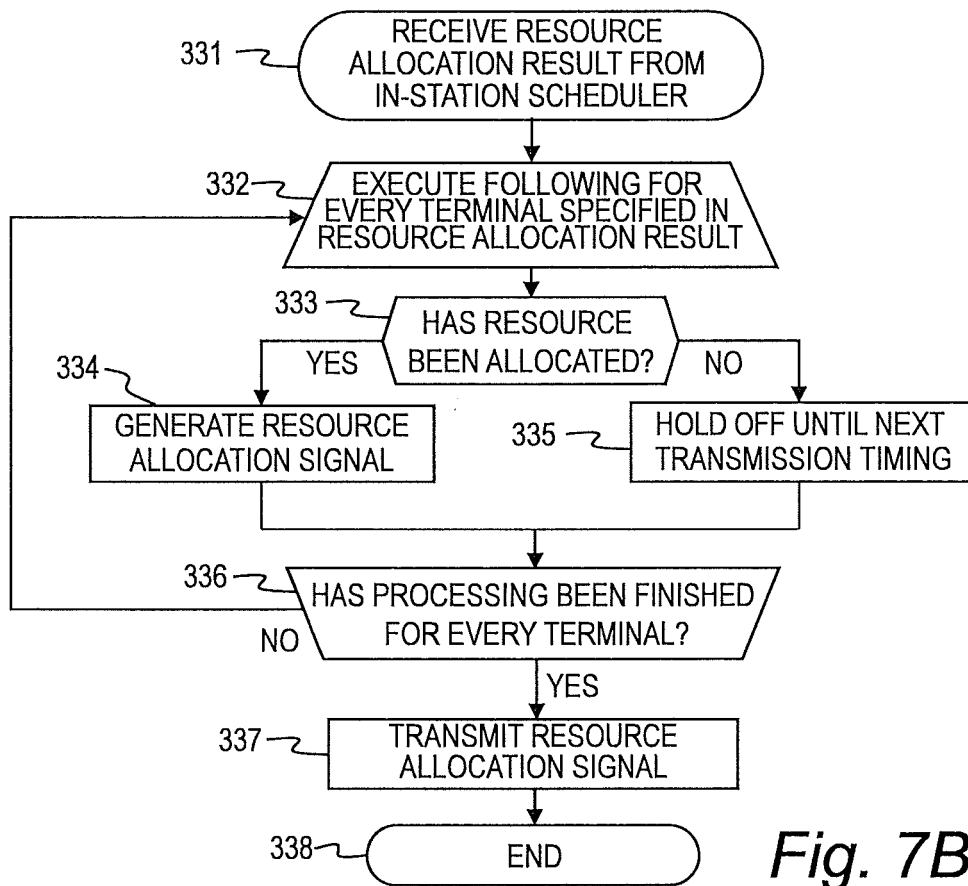 331
RECEIVE RESOURCE
ALLOCATION RESULT FROM
IN-STATION SCHEDULER
332
EXECUTE FOLLOWING FOR
EVERY TERMINAL SPECIFIED IN
RESOURCE ALLOCATION RESULT
333
HAS RESOURCE
BEEN ALLOCATED?
YES
NO
334
GENERATE RESOURCE
ALLOCATION SIGNAL
335
HOLD OFF UNTIL NEXT
TRANSMISSION TIMING
336
HAS PROCESSING BEEN FINISHED
FOR EVERY TERMINAL?
NO
YES
337
TRANSMIT RESOURCE
ALLOCATION SIGNAL
338
END
Fig. 7B